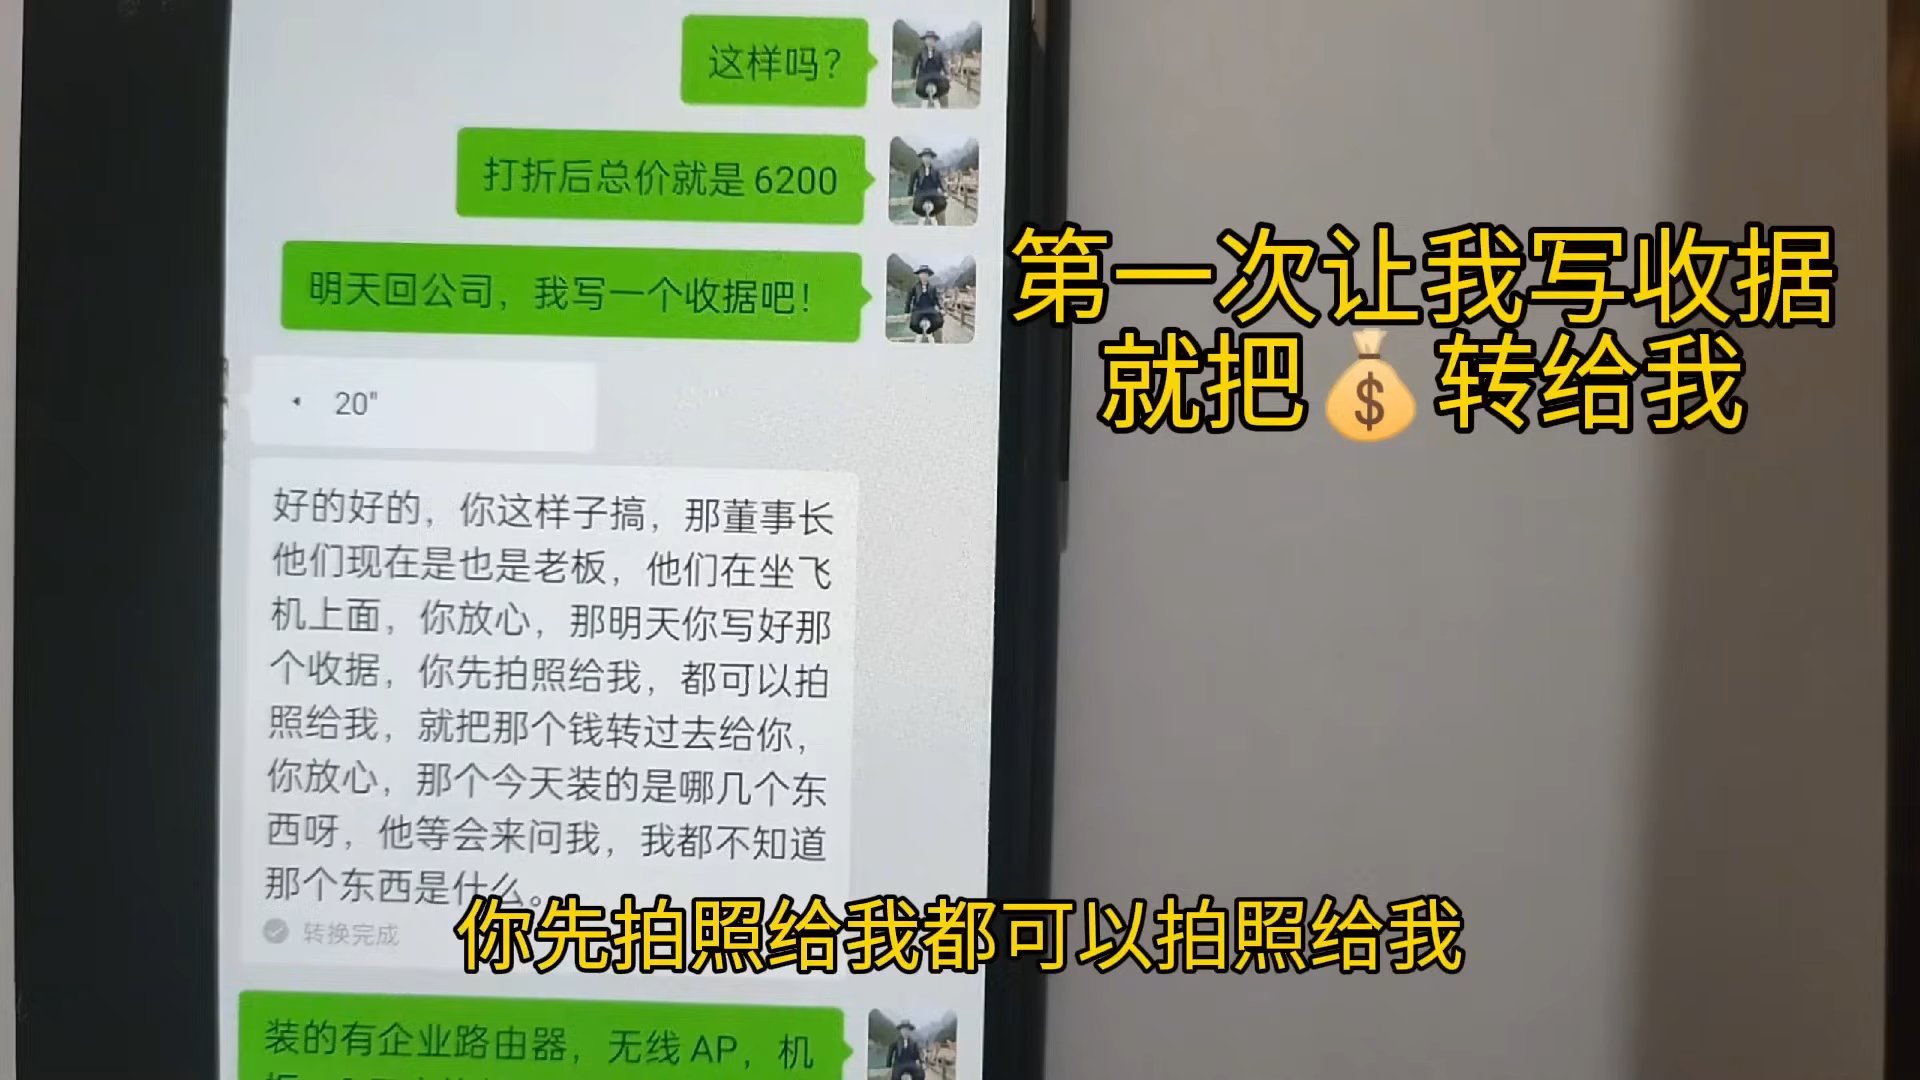 这样吗？
打折后总价就是6200
明天回公司，我写一个收据吧！
第一次让我写收据
就把💰转给我
20"
好的好的，你这样子搞，那董事长
他们现在是也是老板，他们在坐飞
机上面，你放心，那明天你写好那
个收据，你先拍照给我，都可以拍
照给我，就把那个钱转过去给你，
你放心，那个今天装的是哪几个东
西呀，他等会来问我，我都不知道
那个东西是什么。
转换完成
你先拍照给我都可以拍照给我
装的有企业路由器，无线AP，机